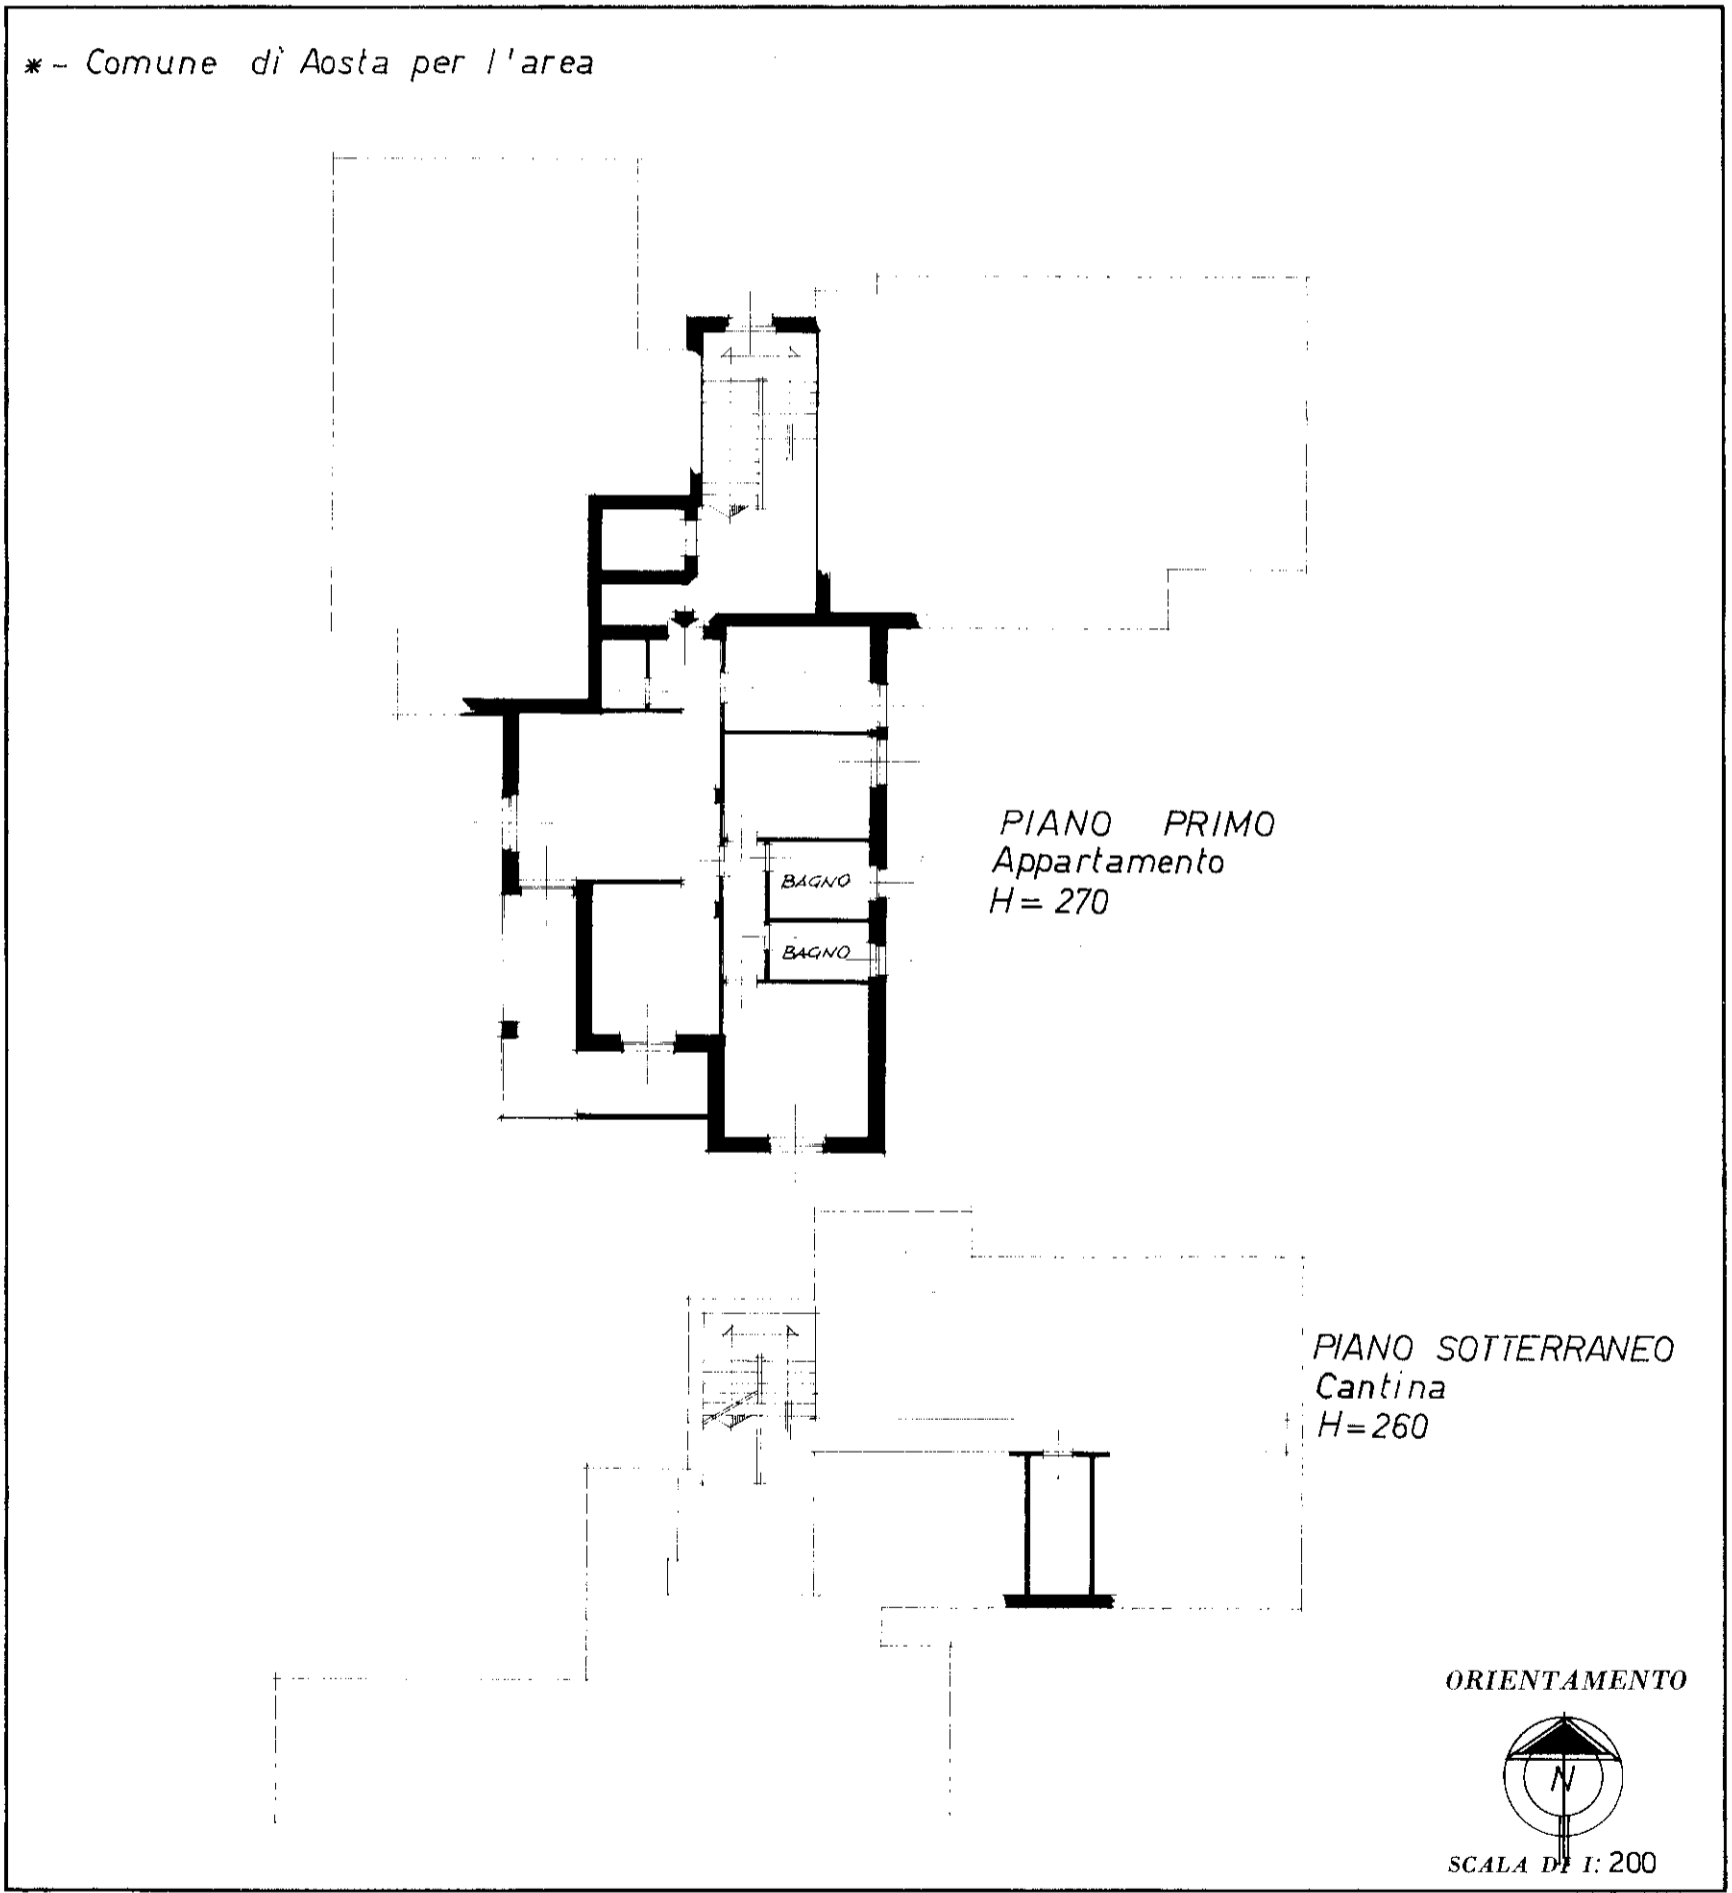 * - Comune di Aosta per l'area
PIANO PRIMO
Appartamento
H = 270
BAGNO
BAGNO
PIANO SOTTERRANEO
Cantina
H = 260
ORIENTAMENTO
N
SCALA DI I: 200